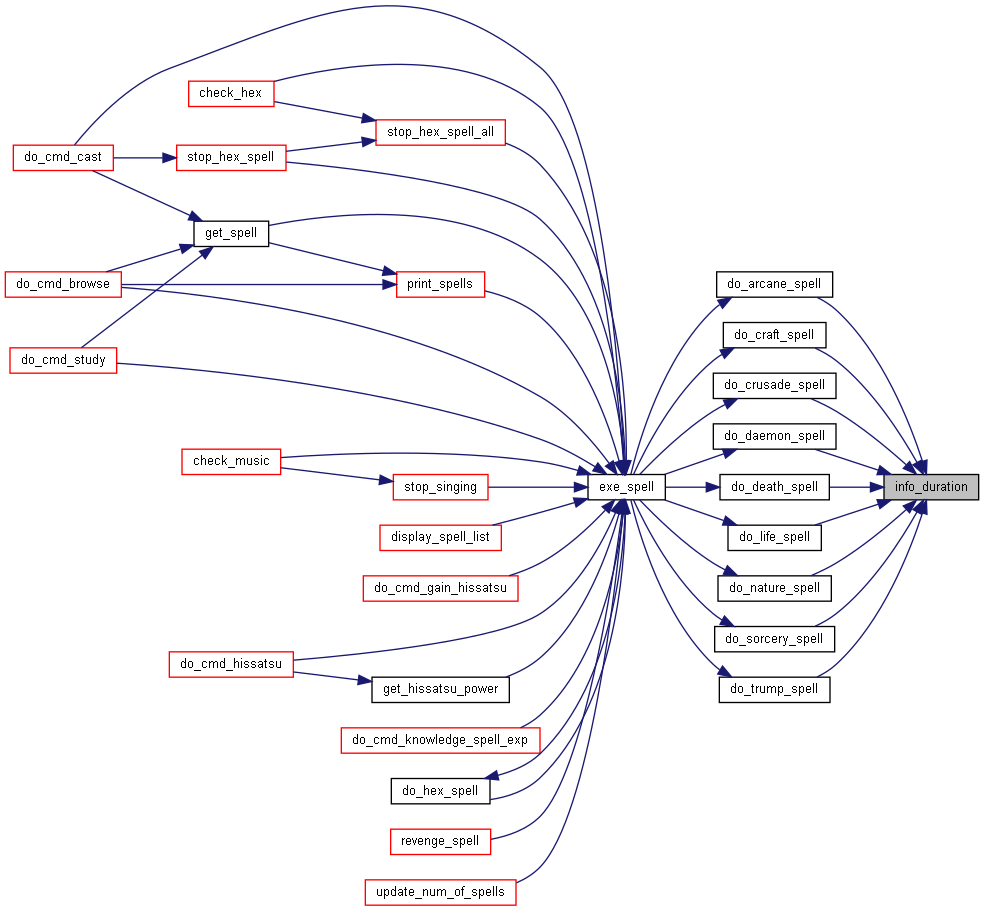 check_hex
stop_hex_spell_all
do_cmd_cast
stop_hex_spell
get_spell
do_cmd_browse
print_spells
do_arcane_spell
do_craft_spell
do_cmd_study
do_crusade_spell
do_daemon_spell
check_music
stop_singing
exe_spell
do_death_spell
info_duration
display_spell_list
do_life_spell
do_cmd_gain_hissatsu
do_nature_spell
do_sorcery_spell
do_cmd_hissatsu
get_hissatsu_power
do_trump_spell
do_cmd_knowledge_spell_exp
do_hex_spell
revenge_spell
update_num_of_spells